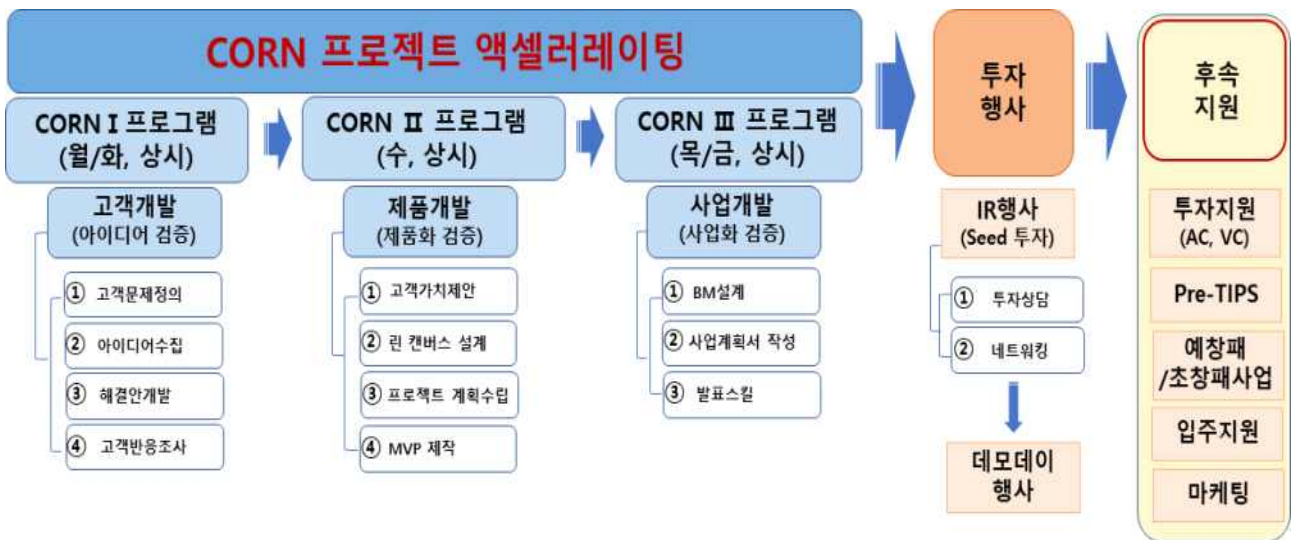 CORN 프로젝트 액셀러레이팅
CORN I 프로그램
(월/화, 상시)
고객개발
(아이디어 검증)
① 고객문제정의
② 아이디어수집
③ 해결안개발
④ 고객반응조사
CORN Ⅱ 프로그램
(수, 상시)
제품개발
(제품화 검증)
① 고객가치제안
② 린 캔버스 설계
③ 프로젝트 계획수립
④ MVP 제작
CORN Ⅲ 프로그램
(목/금, 상시)
사업개발
(사업화 검증)
① BM설계
② 사업계획서 작성
③ 발표스킬
투자
행사
IR행사
(Seed 투자)
① 투자상담
② 네트워킹
데모데이
행사
후속
지원
투자지원
(AC, VC)
Pre-TIPS
예창패
/초창패사업
입주지원
마케팅